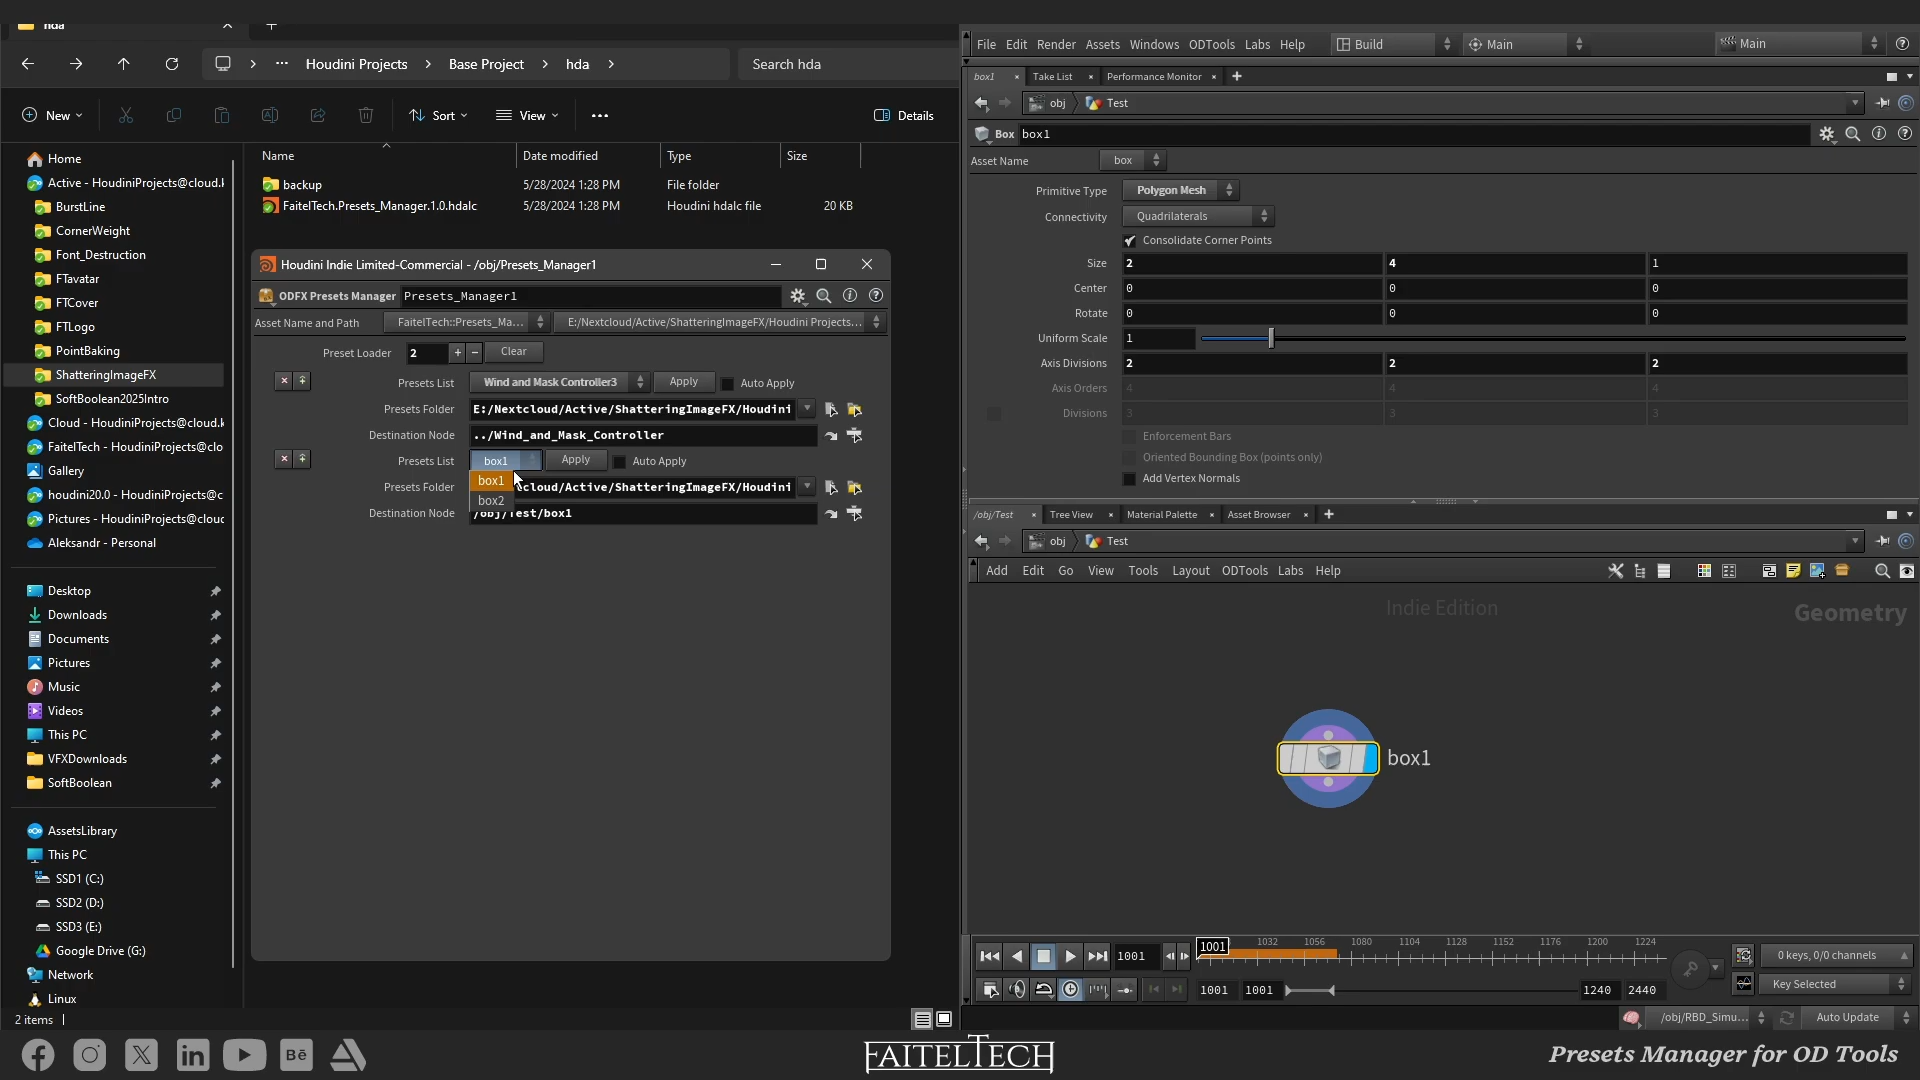 hda
Houdini Projects
Base Project
hda
Search hda
New
Sort
View
Details
Name
Date modified
Type
Size
backup
5/28/2024 1:28 PM
File folder
FaitelTech.Presets_Manager.1.0.hdalc
5/28/2024 1:28 PM
Houdini hdalc file
20 KB
Home
Active - HoudiniProjects@cloud.
BurstLine
CornerWeight
Font_Destruction
FTavatar
FTCover
FTLogo
PointBaking
ShatteringImageFX
SoftBoolean2025Intro
Cloud - HoudiniProjects@cloud.
FaitelTech - HoudiniProjects@clo
Gallery
houdini20.0 - HoudiniProjects@c
Pictures - HoudiniProjects@cloud
Aleksandr - Personal
Desktop
Downloads
Documents
Pictures
Music
Videos
This PC
VFXDownloads
SoftBoolean
AssetsLibrary
This PC
SSD1 (C:)
SSD2 (D:)
SSD3 (E:)
Google Drive (G:)
Network
Linux
2 items
Houdini Indie Limited-Commercial - /obj/Presets_Manager1
ODFX Presets Manager Presets_Manager1
Asset Name and Path FaitelTech::Presets_Ma... E:/Nextcloud/Active/ShatteringImageFX/Houdini Projects...
Preset Loader 2 + - Clear
Presets List Wind and Mask Controller3 Apply Auto Apply
Presets Folder E:/Nextcloud/Active/ShatteringImageFX/Houdini
Destination Node ../Wind_and_Mask_Controller
Presets List box1 Apply Auto Apply
box1
Presets Folder cloud/Active/ShatteringImageFX/Houdini
box2
Destination Node /obj/Test/box1
File Edit Render Assets Windows ODTools Labs Help Build Main Main
box1 Take List Performance Monitor
obj Test
Box box1
Asset Name box
Primitive Type Polygon Mesh
Connectivity Quadrilaterals
Consolidate Corner Points
Size 2 4 1
Center 0 0 0
Rotate 0 0 0
Uniform Scale 1
Axis Divisions 2 2 2
Axis Orders 4 4 4
Divisions 3 3 3
Enforcement Bars
Oriented Bounding Box (points only)
Add Vertex Normals
/obj/Test Tree View Material Palette Asset Browser
obj Test
Add Edit Go View Tools Layout ODTools Labs Help
Indie Edition
Geometry
box1
1001 1001 1032 1056 1080 1104 1128 1152 1176 1200 1224
0 keys, 0/0 channels
1001 1001 1240 2440
Key Selected
/obj/RBD_Simu... Auto Update
in Bē
FAITELTECH
Presets Manager for OD Tools